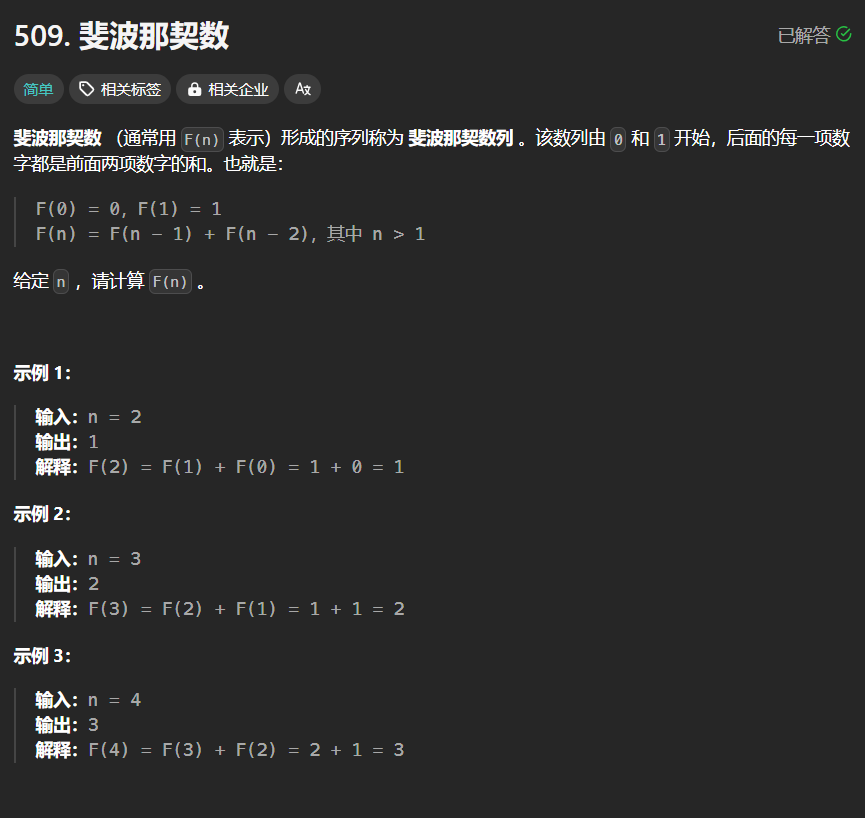 509. 斐波那契数
已解答
简单 相关标签 相关企业 Az
斐波那契数 （通常用 F(n) 表示）形成的序列称为 斐波那契数列 。该数列由 0 和 1 开始，后面的每一项数
字都是前面两项数字的和。也就是：
F(0) = 0，F(1) = 1
F(n) = F(n - 1) + F(n - 2)，其中 n > 1
给定 n ，请计算 F(n) 。
示例 1：
输入：n = 2
输出：1
解释：F(2) = F(1) + F(0) = 1 + 0 = 1
示例 2：
输入：n = 3
输出：2
解释：F(3) = F(2) + F(1) = 1 + 1 = 2
示例 3：
输入：n = 4
输出：3
解释：F(4) = F(3) + F(2) = 2 + 1 = 3